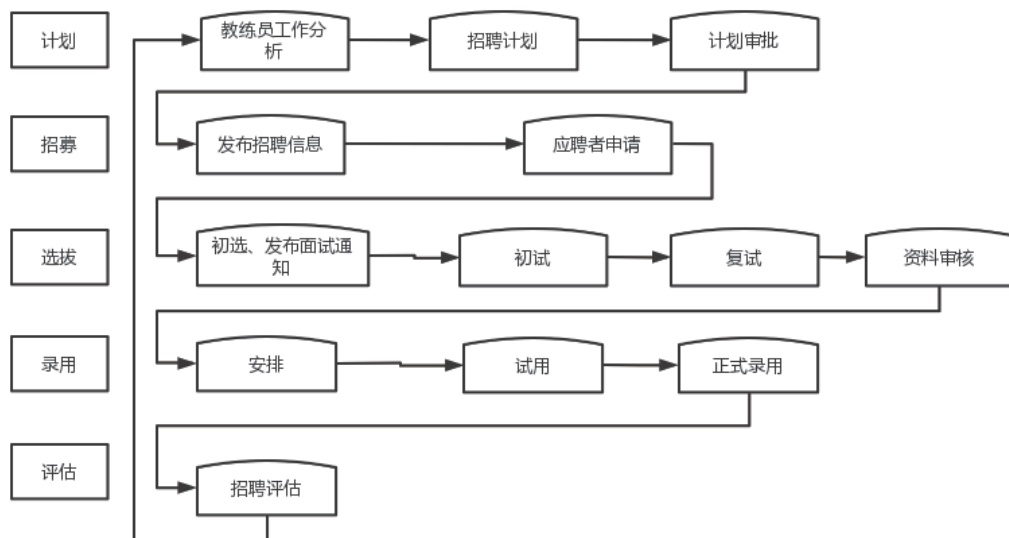 计划
教练员工作分
析
招聘计划
计划审批
招募
发布招聘信息
应聘者申请
选拔
初选、发布面试通
知
初试
复试
资料审核
录用
安排
试用
正式录用
评估
招聘评估